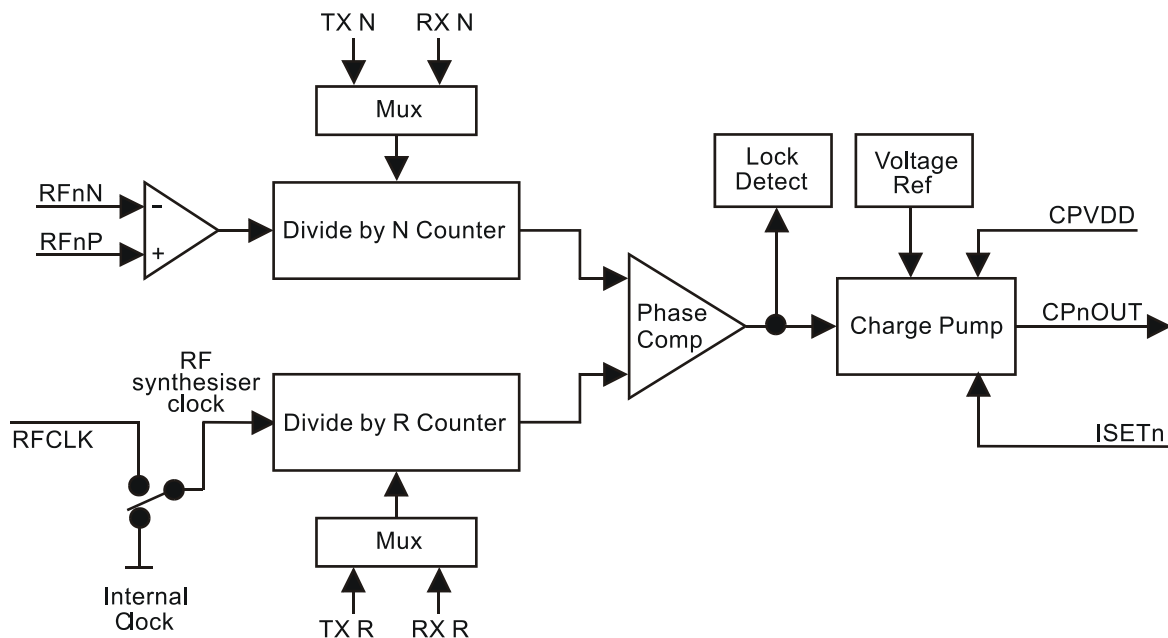 TX N
RX N
Mux
Lock
Detect
Voltage
Ref
RFnN
-
RFnP
+
Divide by N Counter
CPVDD
Phase
Comp
Charge Pump
CPnOUT
RF
synthesiser
clock
RFCLK
Divide by R Counter
ISETn
Mux
Internal
Clock
TX R
RX R